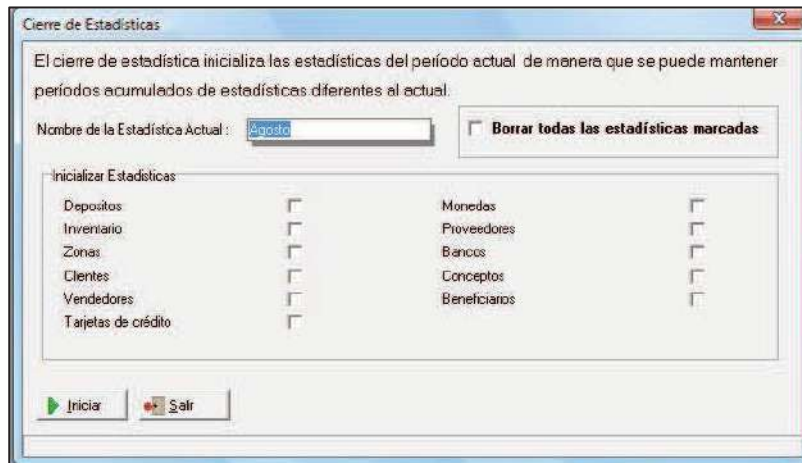 Cierre de Estadísticas
El cierre de estadística inicializa las estadísticas del período actual de manera que se puede mantener
períodos acumulados de estadísticas diferentes al actual.
Nombre de la Estadística Actual : Agosto
Borrar todas las estadísticas marcadas
Inicializar Estadisticas
Depositos
Inventario
Zonas
Clientes
Vendedores
Tarjetas de crédito
Monedas
Proveedores
Bancos
Conceptos
Beneficiarios
Iniciar
Salir